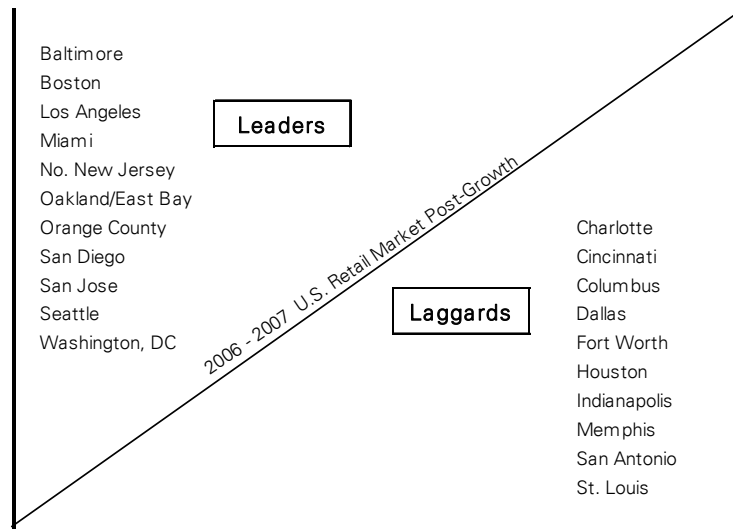 Baltimore
Boston
Los Angeles
Miami
No. New Jersey
Oakland/East Bay
Orange County
San Diego
San Jose
Seattle
Washington, DC
Leaders
2006 - 2007 U.S. Retail Market Post-Growth
Laggards
Charlotte
Cincinnati
Columbus
Dallas
Fort Worth
Houston
Indianapolis
Memphis
San Antonio
St. Louis